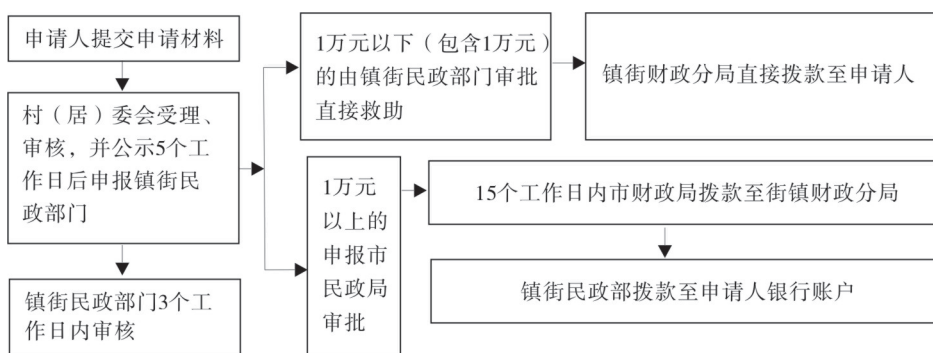 申请人提交申请材料
村（居）委会受理、
审核，并公示5个工
作日后申报镇街民
政部门
镇街民政部门3个工
作日内审核
1万元以下（包含1万元）
的由镇街民政部门审批
直接救助
镇街财政分局直接拨款至申请人
1万元
以上的
申报市
民政局
审批
15个工作日内市财政局拨款至街镇财政分局
镇街民政部拨款至申请人银行账户